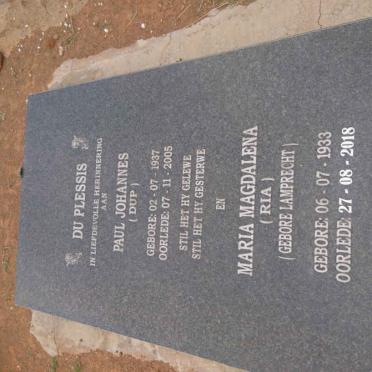 DU PLESSIS
IN LIEFDEVOLLE HERINNERING
AAN
PAUL JOHANNES
( DUP )
GEBORE: 02 - 07 - 1937
OORLEDE: 07 - 11 - 2005
STIL HET HY GELEWE
STIL HET HY GESTERWE
EN
MARIA MAGDALENA
( RIA )
( GEBORE LAMPRECHT )
GEBORE: 06 - 07 - 1933
OORLEDE: 27 - 08 - 2018